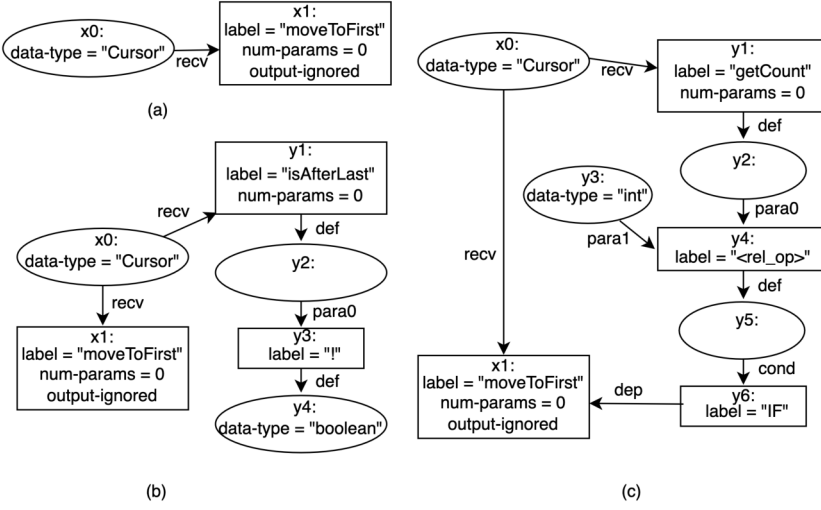 x0:
data-type = "Cursor"
recv
x1:
label = "moveToFirst"
num-params = 0
output-ignored
(a)
y1:
label = "isAfterLast"
num-params = 0
recv
def
x0:
data-type = "Cursor"
y2:
recv
para0
x1:
label = "moveToFirst"
num-params = 0
output-ignored
y3:
label = "!"
def
y4:
data-type = "boolean"
(b)
x0:
data-type = "Cursor"
recv
y1:
label = "getCount"
num-params = 0
def
y2:
y3:
data-type = "int"
para0
para1
recv
y4:
label = "<rel_op>"
def
y5:
cond
x1:
label = "moveToFirst"
num-params = 0
output-ignored
dep
y6:
label = "IF"
(c)